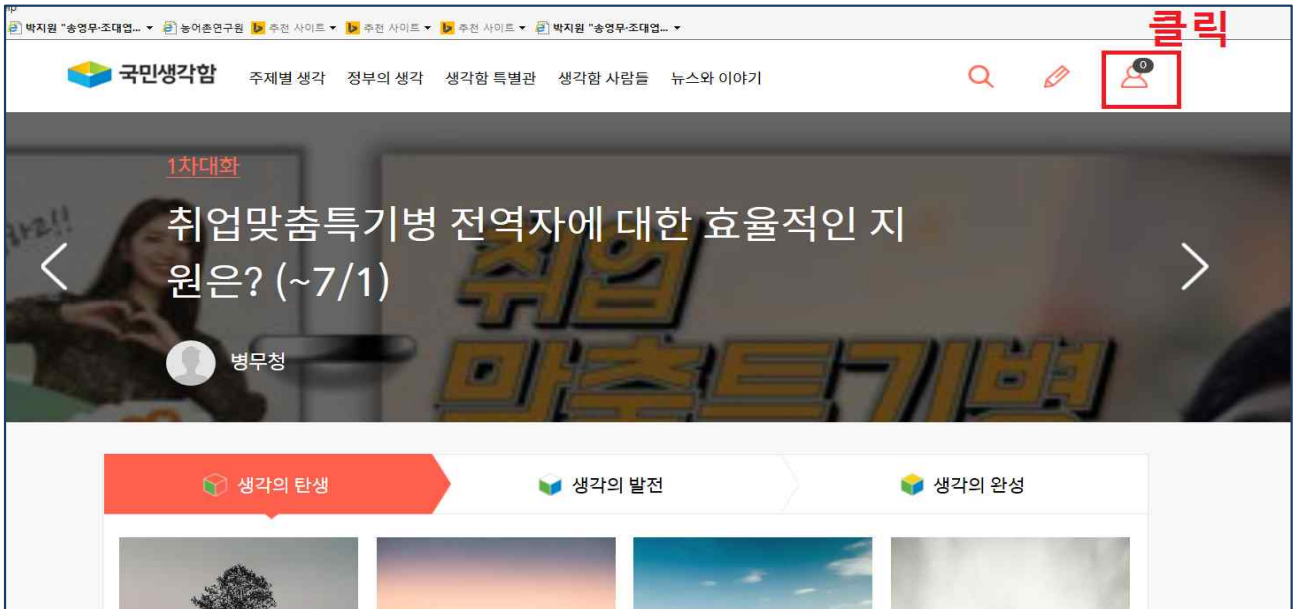 박지원 "송영무·조대엽... 농어촌연구원 추천 사이트 추천 사이트 추천 사이트 박지원 "송영무·조대엽...
클릭
국민생각함 주제별 생각 정부의 생각 생각함 특별관 생각함 사람들 뉴스와 이야기
0
1차대화
취업맞춤특기병 전역자에 대한 효율적인 지
원은? (~7/1)
병무청
취업
맞춤특기병
생각의 탄생 생각의 발전 생각의 완성